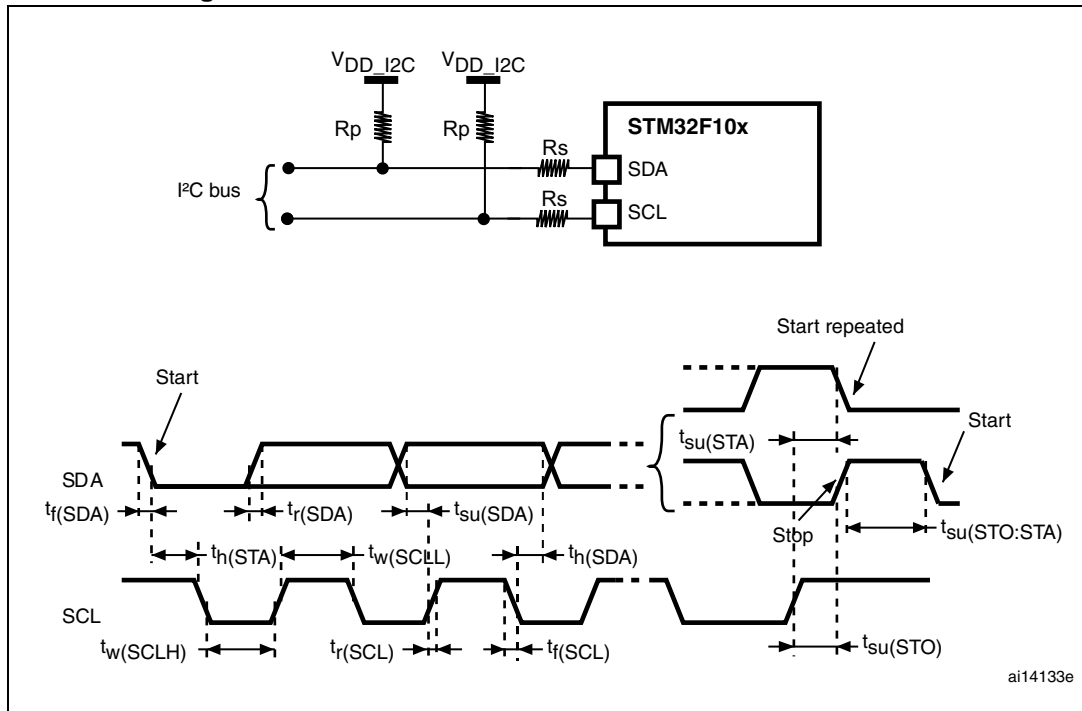 VDD_I2C VDD_I2C
Rp Rp
STM32F10x
Rs
SDA
I²C bus
Rs
SCL
Start repeated
Start
tsu(STA)
Start
SDA
tf(SDA) tr(SDA) tsu(SDA)
Stop
tsu(STO:STA)
th(STA) tw(SCLL) th(SDA)
SCL
tw(SCLH) tr(SCL) tf(SCL) tsu(STO)
ai14133e